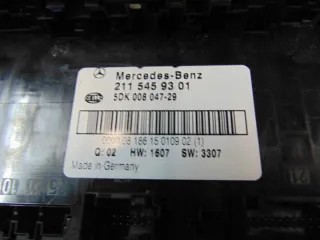 Mercedes-Benz
211 545 93 01
5DK 008 047-29
Q: 02 HW: 1607 SW: 3307
Made in Germany